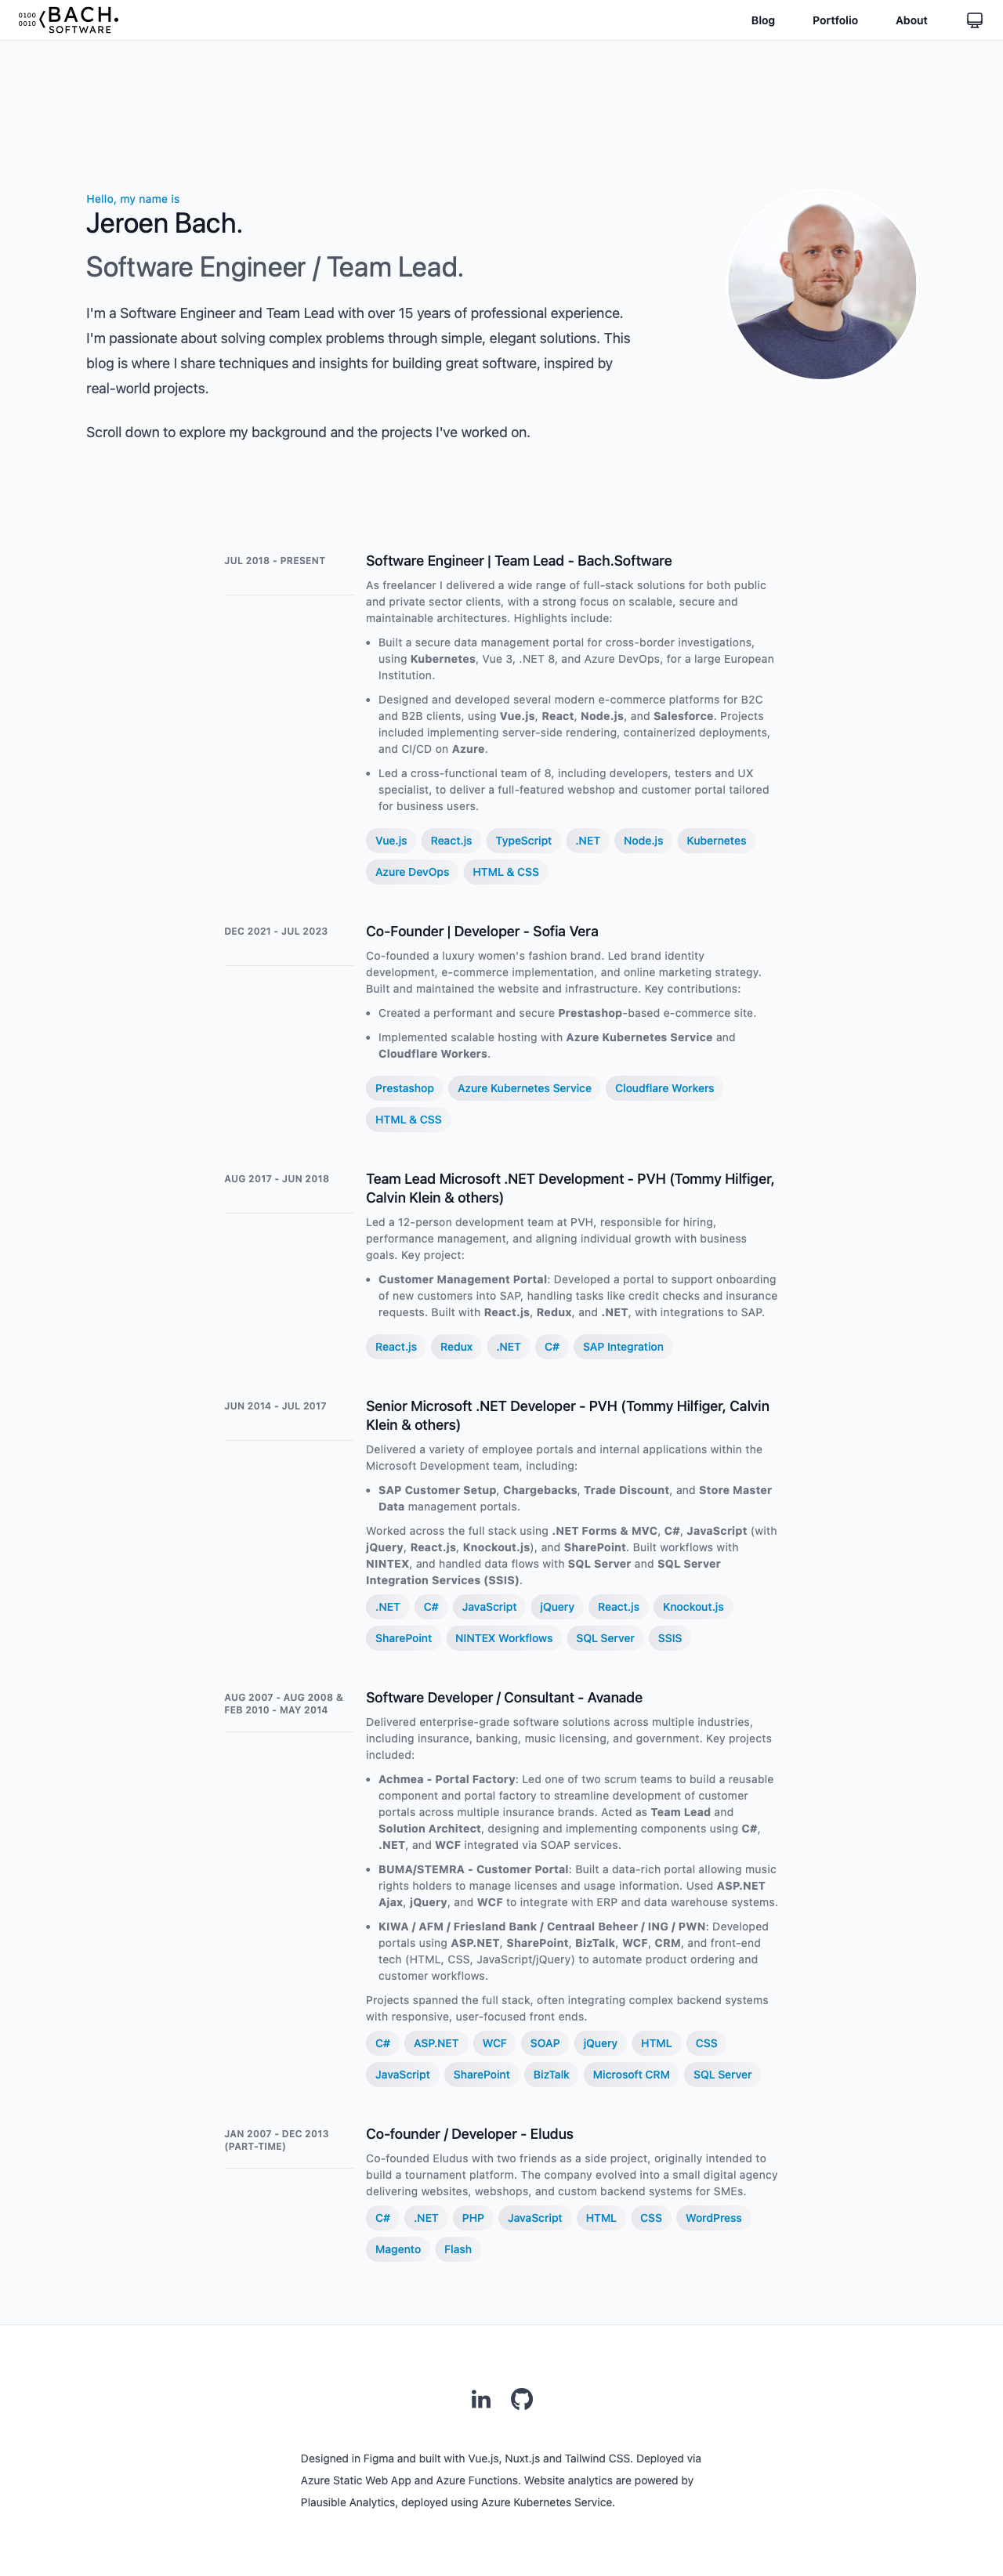 0100
0010
BACH.
SOFTWARE
Blog
Portfolio
About
Hello, my name is
Jeroen Bach.
Software Engineer / Team Lead.
I'm a Software Engineer and Team Lead with over 15 years of professional experience.
I'm passionate about solving complex problems through simple, elegant solutions. This
blog is where I share techniques and insights for building great software, inspired by
real-world projects.
Scroll down to explore my background and the projects I've worked on.
JUL 2018 - PRESENT
Software Engineer | Team Lead - Bach.Software
As freelancer I delivered a wide range of full-stack solutions for both public
and private sector clients, with a strong focus on scalable, secure and
maintainable architectures. Highlights include:
• Built a secure data management portal for cross-border investigations,
using Kubernetes, Vue 3, .NET 8, and Azure DevOps, for a large European
Institution.
• Designed and developed several modern e-commerce platforms for B2C
and B2B clients, using Vue.js, React, Node.js, and Salesforce. Projects
included implementing server-side rendering, containerized deployments,
and CI/CD on Azure.
• Led a cross-functional team of 8, including developers, testers and UX
specialist, to deliver a full-featured webshop and customer portal tailored
for business users.
Vue.js React.js TypeScript .NET Node.js Kubernetes
Azure DevOps HTML & CSS
DEC 2021 - JUL 2023
Co-Founder | Developer - Sofia Vera
Co-founded a luxury women's fashion brand. Led brand identity
development, e-commerce implementation, and online marketing strategy.
Built and maintained the website and infrastructure. Key contributions:
• Created a performant and secure Prestashop-based e-commerce site.
• Implemented scalable hosting with Azure Kubernetes Service and
Cloudflare Workers.
Prestashop Azure Kubernetes Service Cloudflare Workers
HTML & CSS
AUG 2017 - JUN 2018
Team Lead Microsoft .NET Development - PVH (Tommy Hilfiger,
Calvin Klein & others)
Led a 12-person development team at PVH, responsible for hiring,
performance management, and aligning individual growth with business
goals. Key project:
• Customer Management Portal: Developed a portal to support onboarding
of new customers into SAP, handling tasks like credit checks and insurance
requests. Built with React.js, Redux, and .NET, with integrations to SAP.
React.js Redux .NET C# SAP Integration
JUN 2014 - JUL 2017
Senior Microsoft .NET Developer - PVH (Tommy Hilfiger, Calvin
Klein & others)
Delivered a variety of employee portals and internal applications within the
Microsoft Development team, including:
• SAP Customer Setup, Chargebacks, Trade Discount, and Store Master
Data management portals.
Worked across the full stack using .NET Forms & MVC, C#, JavaScript (with
jQuery, React.js, Knockout.js), and SharePoint. Built workflows with
NINTEX, and handled data flows with SQL Server and SQL Server
Integration Services (SSIS).
.NET C# JavaScript jQuery React.js Knockout.js
SharePoint NINTEX Workflows SQL Server SSIS
AUG 2007 - AUG 2008 &
FEB 2010 - MAY 2014
Software Developer / Consultant - Avanade
Delivered enterprise-grade software solutions across multiple industries,
including insurance, banking, music licensing, and government. Key projects
included:
• Achmea - Portal Factory: Led one of two scrum teams to build a reusable
component and portal factory to streamline development of customer
portals across multiple insurance brands. Acted as Team Lead and
Solution Architect, designing and implementing components using C#,
.NET, and WCF integrated via SOAP services.
• BUMA/STEMRA - Customer Portal: Built a data-rich portal allowing music
rights holders to manage licenses and usage information. Used ASP.NET
Ajax, jQuery, and WCF to integrate with ERP and data warehouse systems.
• KIWA / AFM / Friesland Bank / Centraal Beheer / ING / PWN: Developed
portals using ASP.NET, SharePoint, BizTalk, WCF, CRM, and front-end
tech (HTML, CSS, JavaScript/jQuery) to automate product ordering and
customer workflows.
Projects spanned the full stack, often integrating complex backend systems
with responsive, user-focused front ends.
C# ASP.NET WCF SOAP jQuery HTML CSS
JavaScript SharePoint BizTalk Microsoft CRM SQL Server
JAN 2007 - DEC 2013
(PART-TIME)
Co-founder / Developer - Eludus
Co-founded Eludus with two friends as a side project, originally intended to
build a tournament platform. The company evolved into a small digital agency
delivering websites, webshops, and custom backend systems for SMEs.
C# .NET PHP JavaScript HTML CSS WordPress
Magento Flash
in
Designed in Figma and built with Vue.js, Nuxt.js and Tailwind CSS. Deployed via
Azure Static Web App and Azure Functions. Website analytics are powered by
Plausible Analytics, deployed using Azure Kubernetes Service.